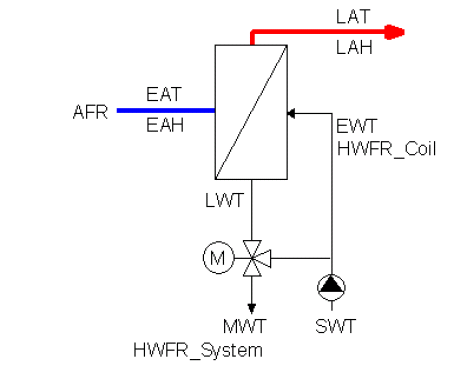 LAT
LAH
EAT
AFR
EAH
EWT
HWFR_Coil
LWT
M
MWT
SWT
HWFR_System